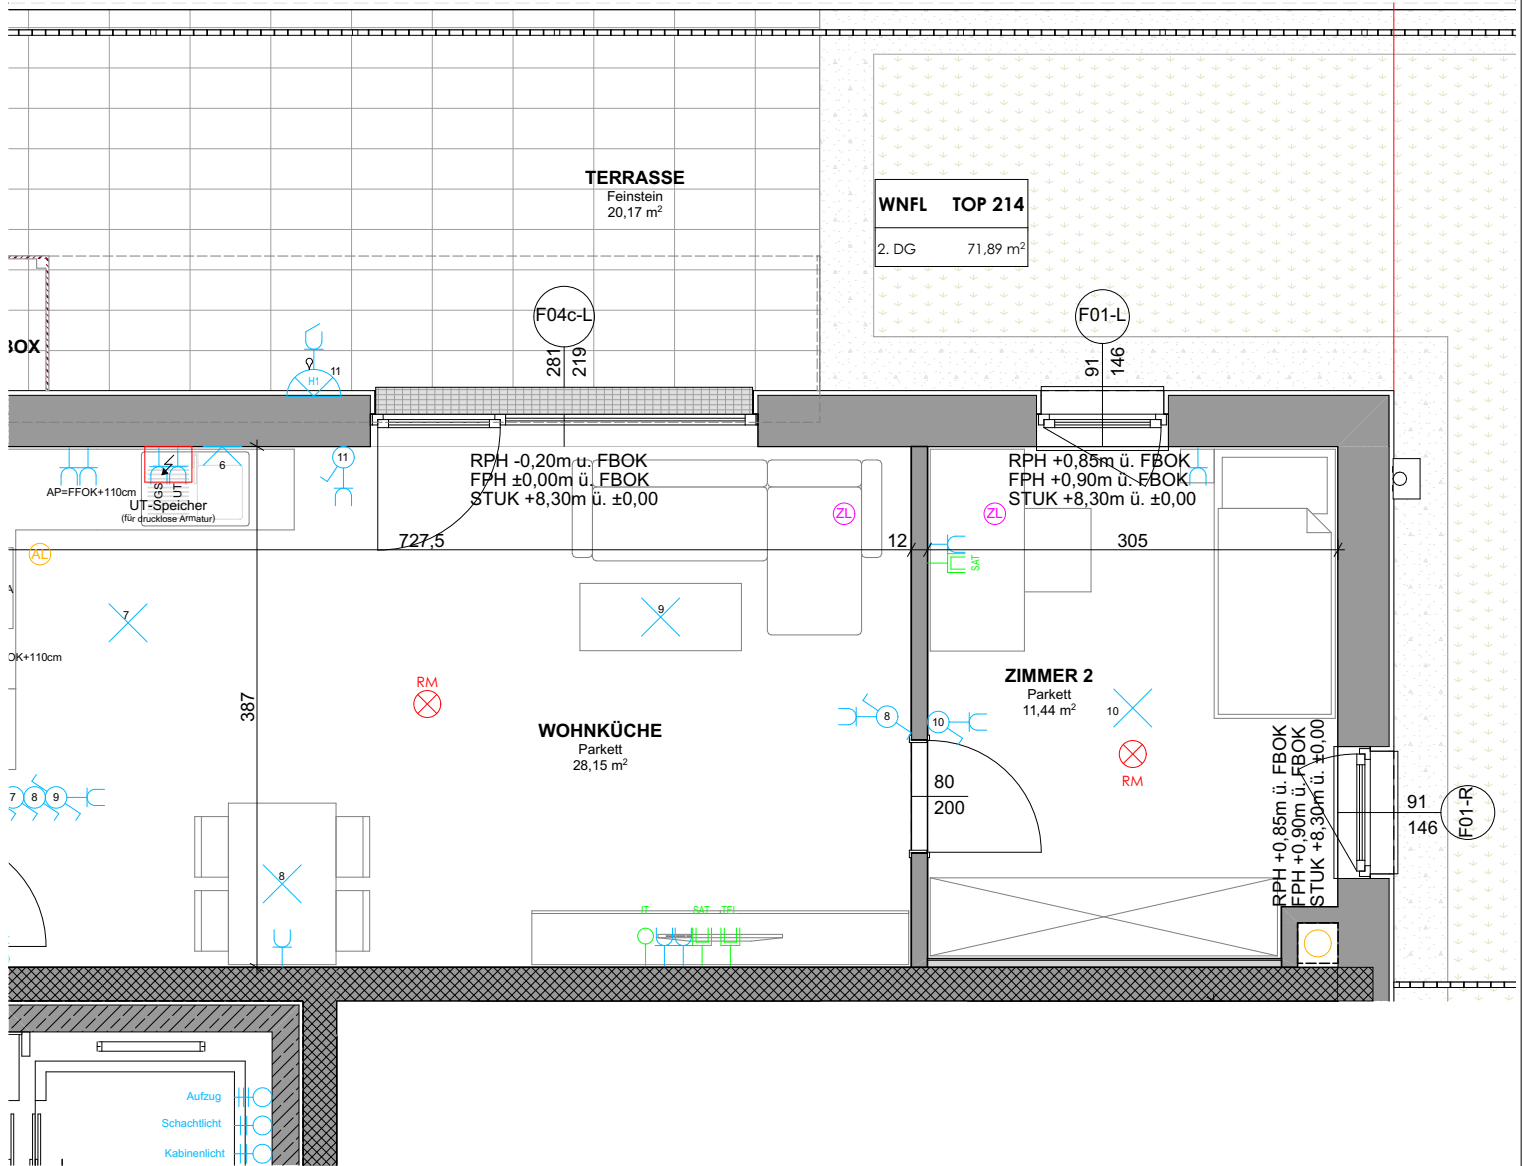 TERRASSE
Feinstein
20,17 m²
WNFL TOP 214
2. DG 71,89 m²
BOX
F04c-L
281
219
F01-L
91
146
H1
11
6
11
AP=FFOK+110cm
GS
UT
UT-Speicher
(für drucklose Armatur)
RPH -0,20m u. FBOK
FPH ±0,00m ü. FBOK
STUK +8,30m ü. ±0,00
RPH +0,85m ü. FBOK
FPH +0,90m ü. FBOK
STUK +8,30m ü. ±0,00
ZL
ZL
AL
727,5
12
305
SAT
7
9
OK+110cm
387
RM
WOHNKÜCHE
Parkett
28,15 m²
ZIMMER 2
Parkett
11,44 m²
10
8
10
RM
80
200
RPH +0,85m ü. FBOK
FPH +0,90m ü. FBOK
STUK +8,30m ü. ±0,00
91
146
F01-R
7
8
9
8
IT
SAT
TEL
Aufzug
Schachtlicht
Kabinenlicht